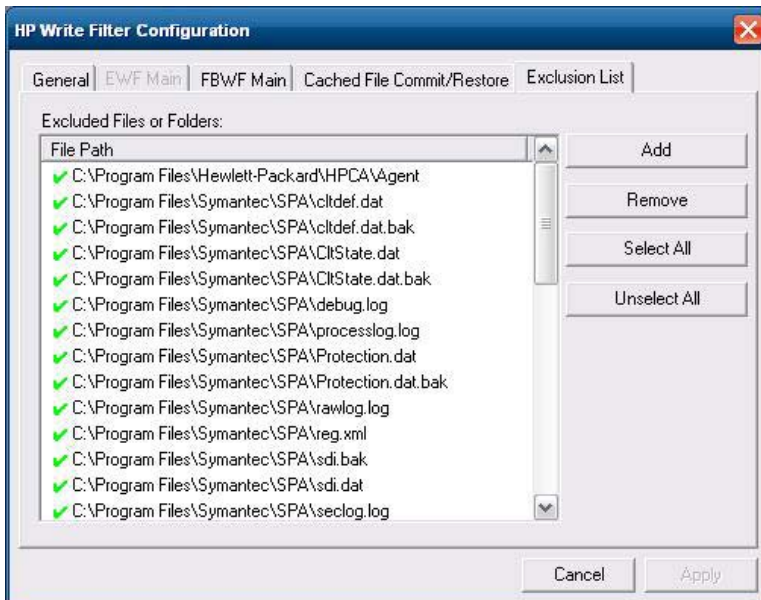 HP Write Filter Configuration
General EWF Main FBWF Main Cached File Commit/Restore Exclusion List
Excluded Files or Folders:
File Path
C:\Program Files\Hewlett-Packard\HPCA\Agent
C:\Program Files\Symantec\SPA\cltdef.dat
C:\Program Files\Symantec\SPA\cltdef.dat.bak
C:\Program Files\Symantec\SPA\CltState.dat
C:\Program Files\Symantec\SPA\CltState.dat.bak
C:\Program Files\Symantec\SPA\debug.log
C:\Program Files\Symantec\SPA\processlog.log
C:\Program Files\Symantec\SPA\Protection.dat
C:\Program Files\Symantec\SPA\Protection.dat.bak
C:\Program Files\Symantec\SPA\rawlog.log
C:\Program Files\Symantec\SPA\reg.xml
C:\Program Files\Symantec\SPA\sdi.bak
C:\Program Files\Symantec\SPA\sdi.dat
C:\Program Files\Symantec\SPA\seclog.log
Add
Remove
Select All
Unselect All
Cancel Apply